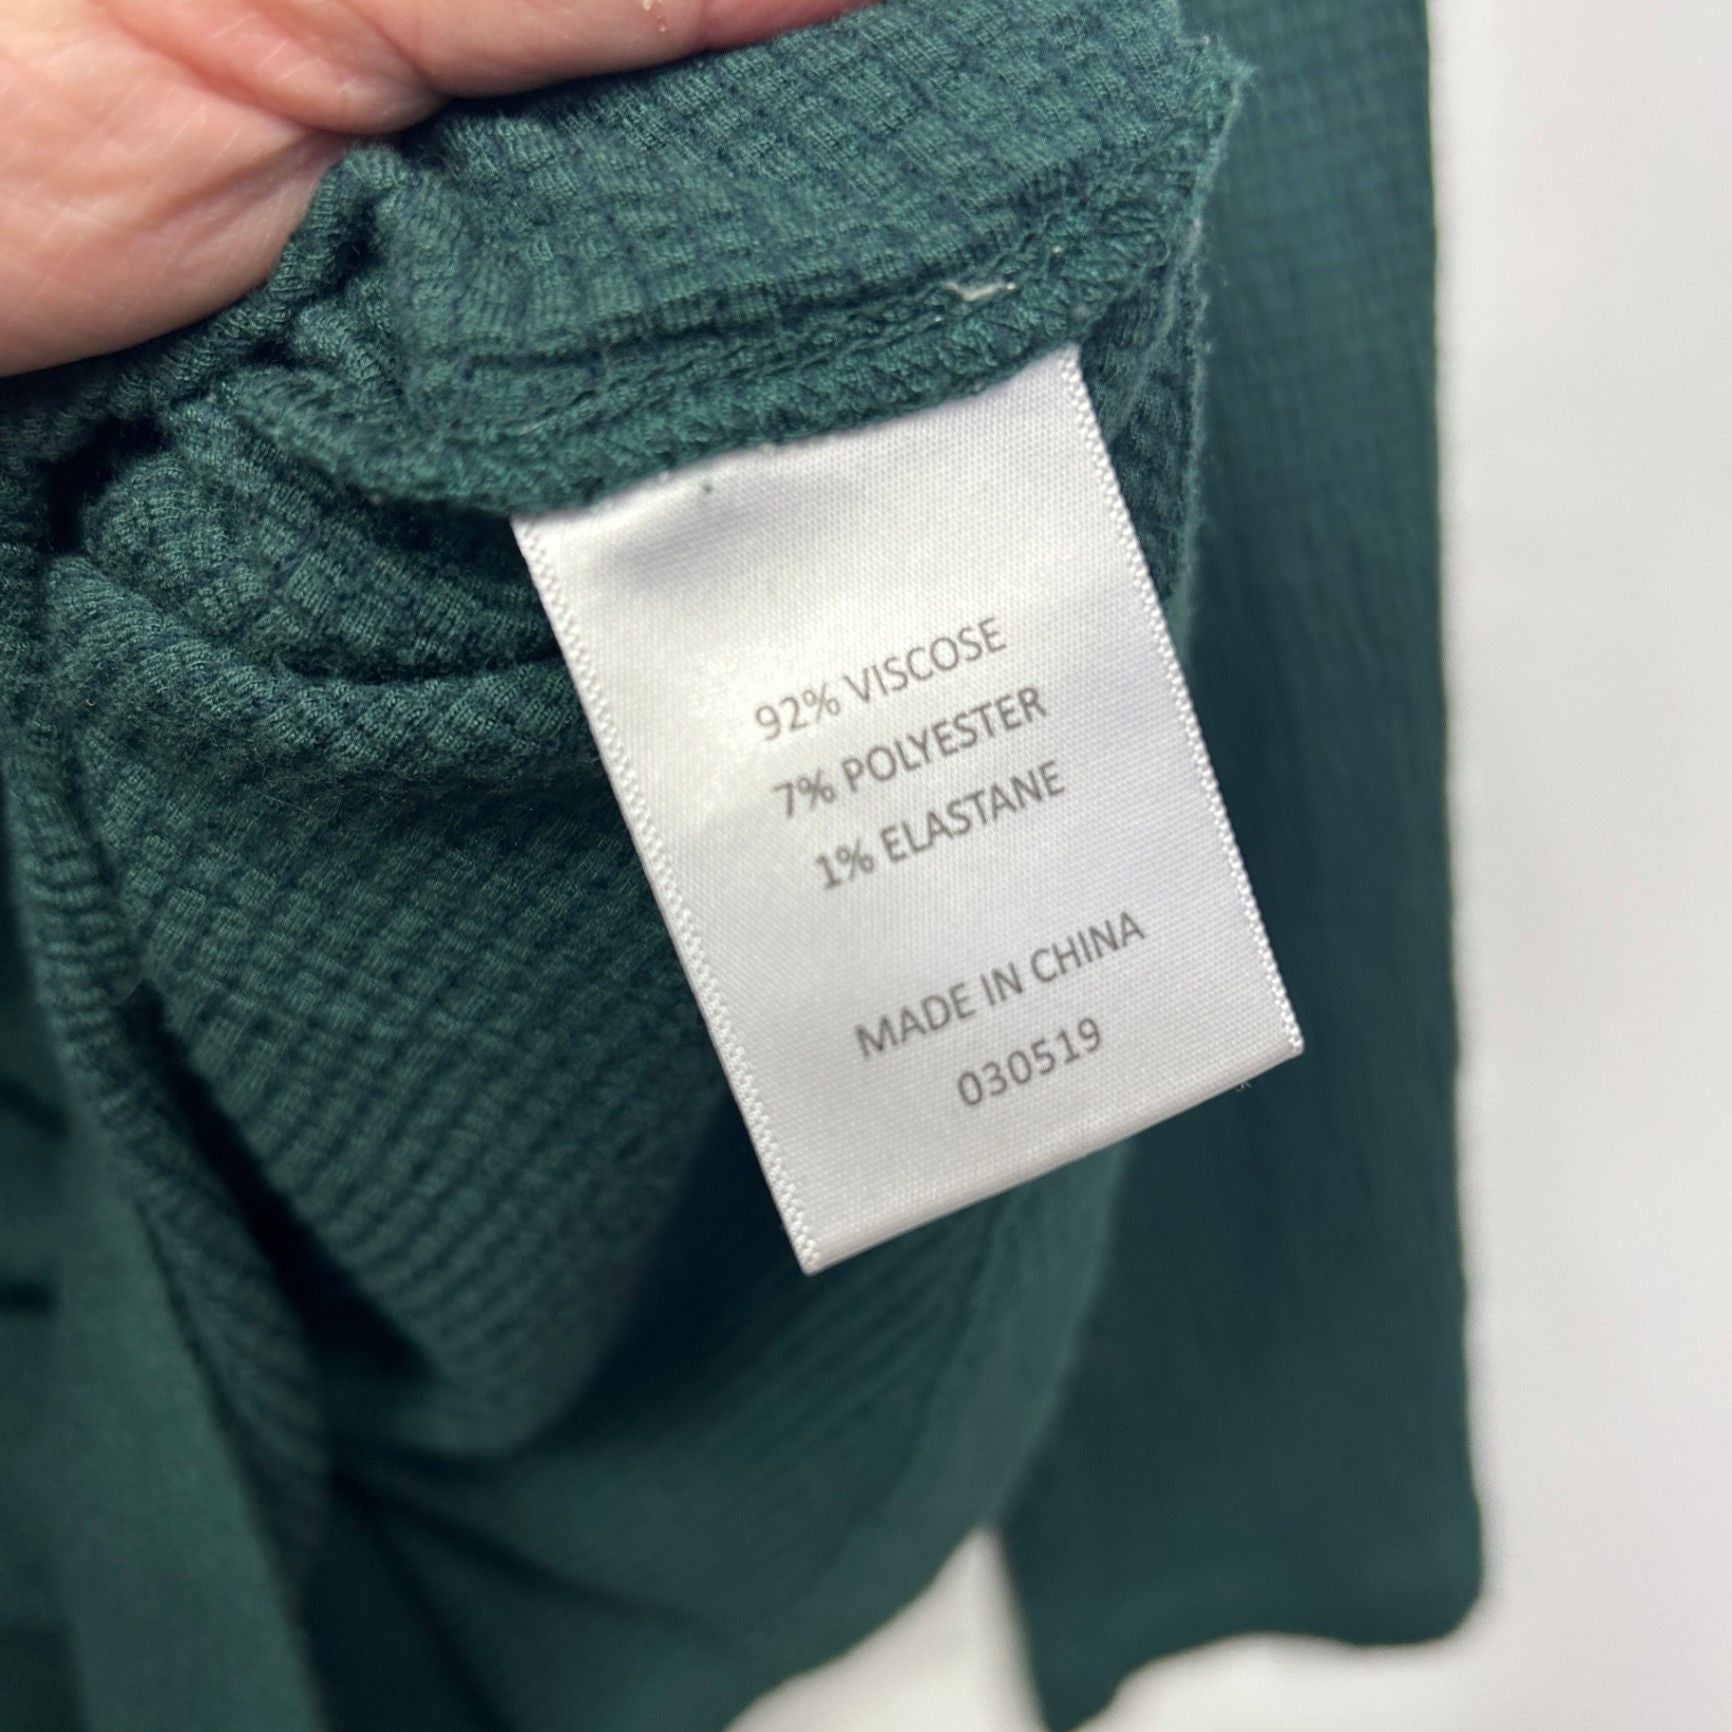 92% VISCOSE
7% POLYESTER
1% ELASTANE
MADE IN CHINA
030519